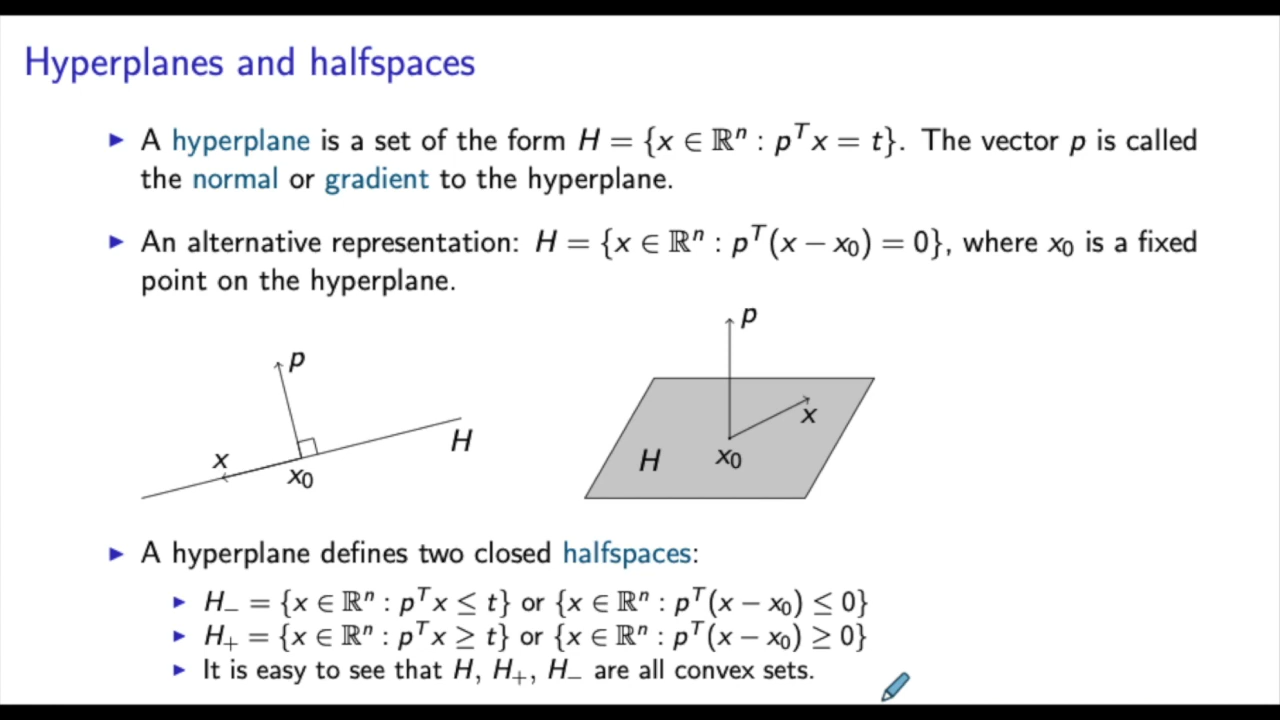 Hyperplanes and halfspaces
▶ A hyperplane is a set of the form H = {x ∈ ℝⁿ : pᵀx = t}. The vector p is called
the normal or gradient to the hyperplane.
▶ An alternative representation: H = {x ∈ ℝⁿ : pᵀ(x − x₀) = 0}, where x₀ is a fixed
point on the hyperplane.
p
H
x
x₀
p
x
H
x₀
▶ A hyperplane defines two closed halfspaces:
▶ H₋ = {x ∈ ℝⁿ : pᵀx ≤ t} or {x ∈ ℝⁿ : pᵀ(x − x₀) ≤ 0}
▶ H₊ = {x ∈ ℝⁿ : pᵀx ≥ t} or {x ∈ ℝⁿ : pᵀ(x − x₀) ≥ 0}
▶ It is easy to see that H, H₊, H₋ are all convex sets.